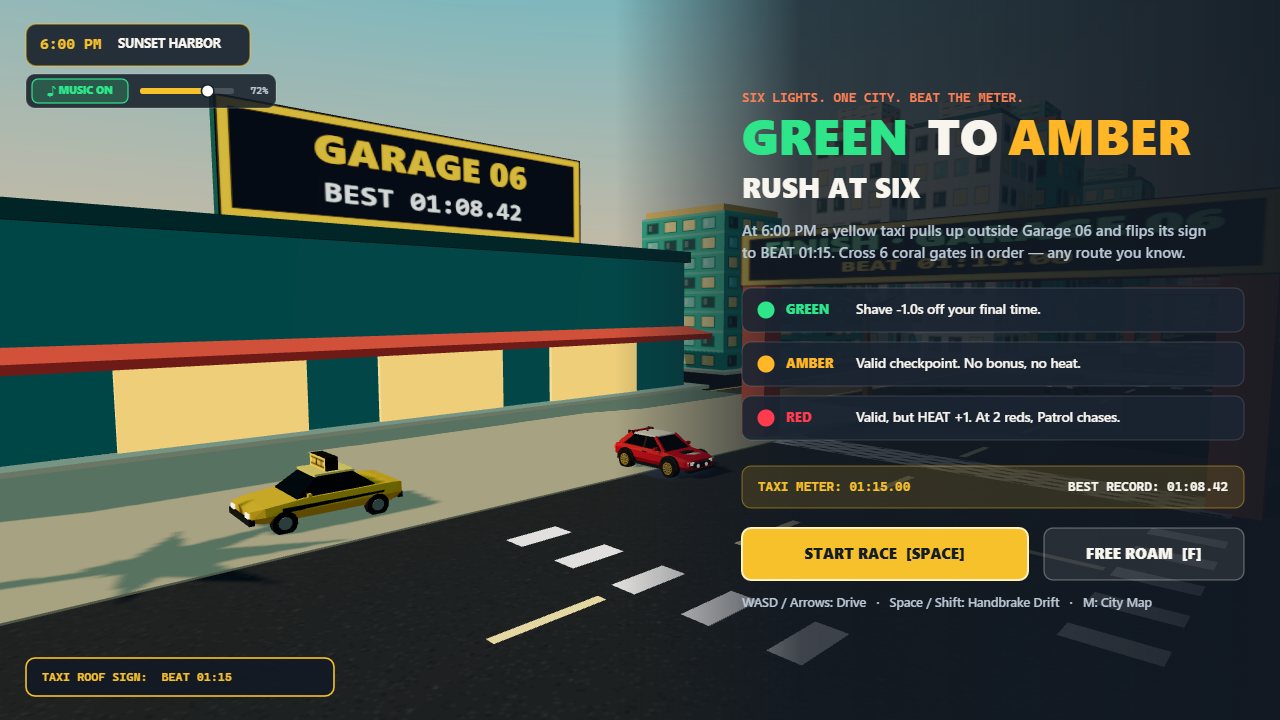 6:00 PM SUNSET HARBOR
♪ MUSIC ON 72%
GARAGE 06
BEST 01:08.42
SIX LIGHTS. ONE CITY. BEAT THE METER.
GREEN TO AMBER
RUSH AT SIX
At 6:00 PM a yellow taxi pulls up outside Garage 06 and flips its sign
to BEAT 01:15. Cross 6 coral gates in order — any route you know.
FINISH · GARAGE 06
GREEN Shave -1.0s off your final time.
AMBER Valid checkpoint. No bonus, no heat.
RED Valid, but HEAT +1. At 2 reds, Patrol chases.
TAXI METER: 01:15.00 BEST RECORD: 01:08.42
START RACE [SPACE] FREE ROAM [F]
WASD / Arrows: Drive · Space / Shift: Handbrake Drift · M: City Map
TAXI ROOF SIGN: BEAT 01:15